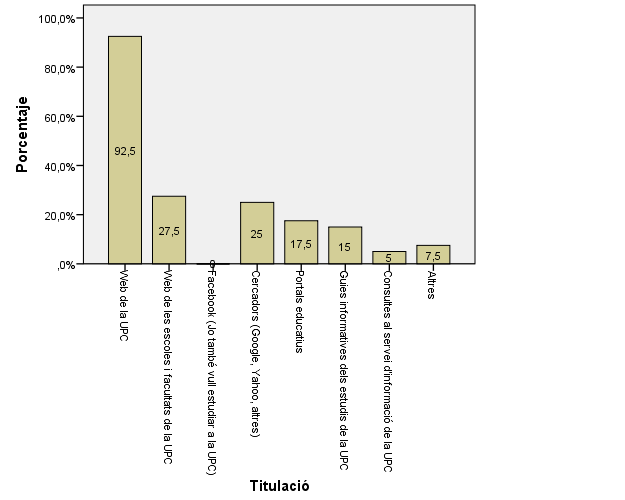 100,0%
80,0%
60,0%
40,0%
20,0%
,0%
Porcentaje
92,5
27,5
0
25
17,5
15
5
7,5
Web de la UPC
Web de les escoles i facultats de la UPC
Facebook (Jo també vull estudiar a la UPC)
Cercadors (Google, Yahoo, altres)
Portals educatius
Guies informatives dels estudis de la UPC
Consultes al servei d'informació de la UPC
Altres
Titulació